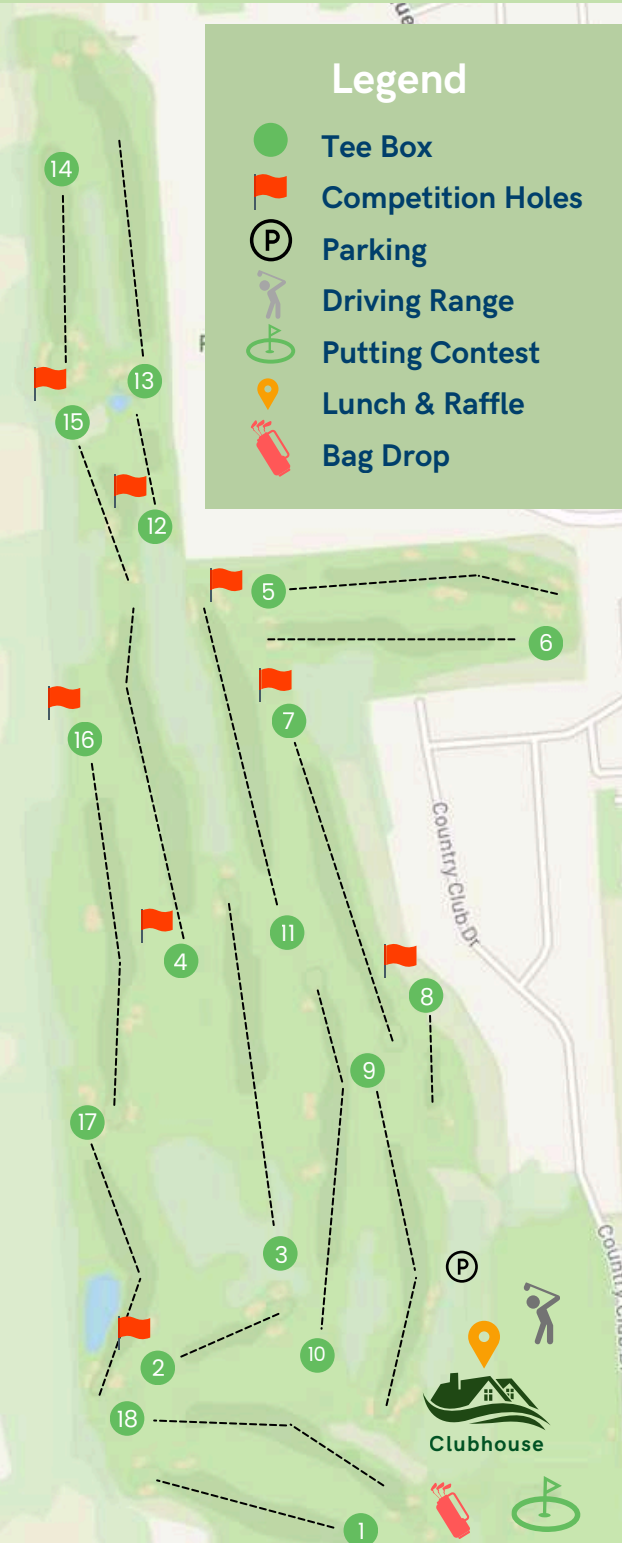 ue
Legend
Tee Box
Competition Holes
P
Parking
Driving Range
Putting Contest
Lunch & Raffle
Bag Drop
14
13
15
12
5
6
7
16
Country Club Dr
11
4
8
9
17
3
P
10
2
18
Clubhouse
1